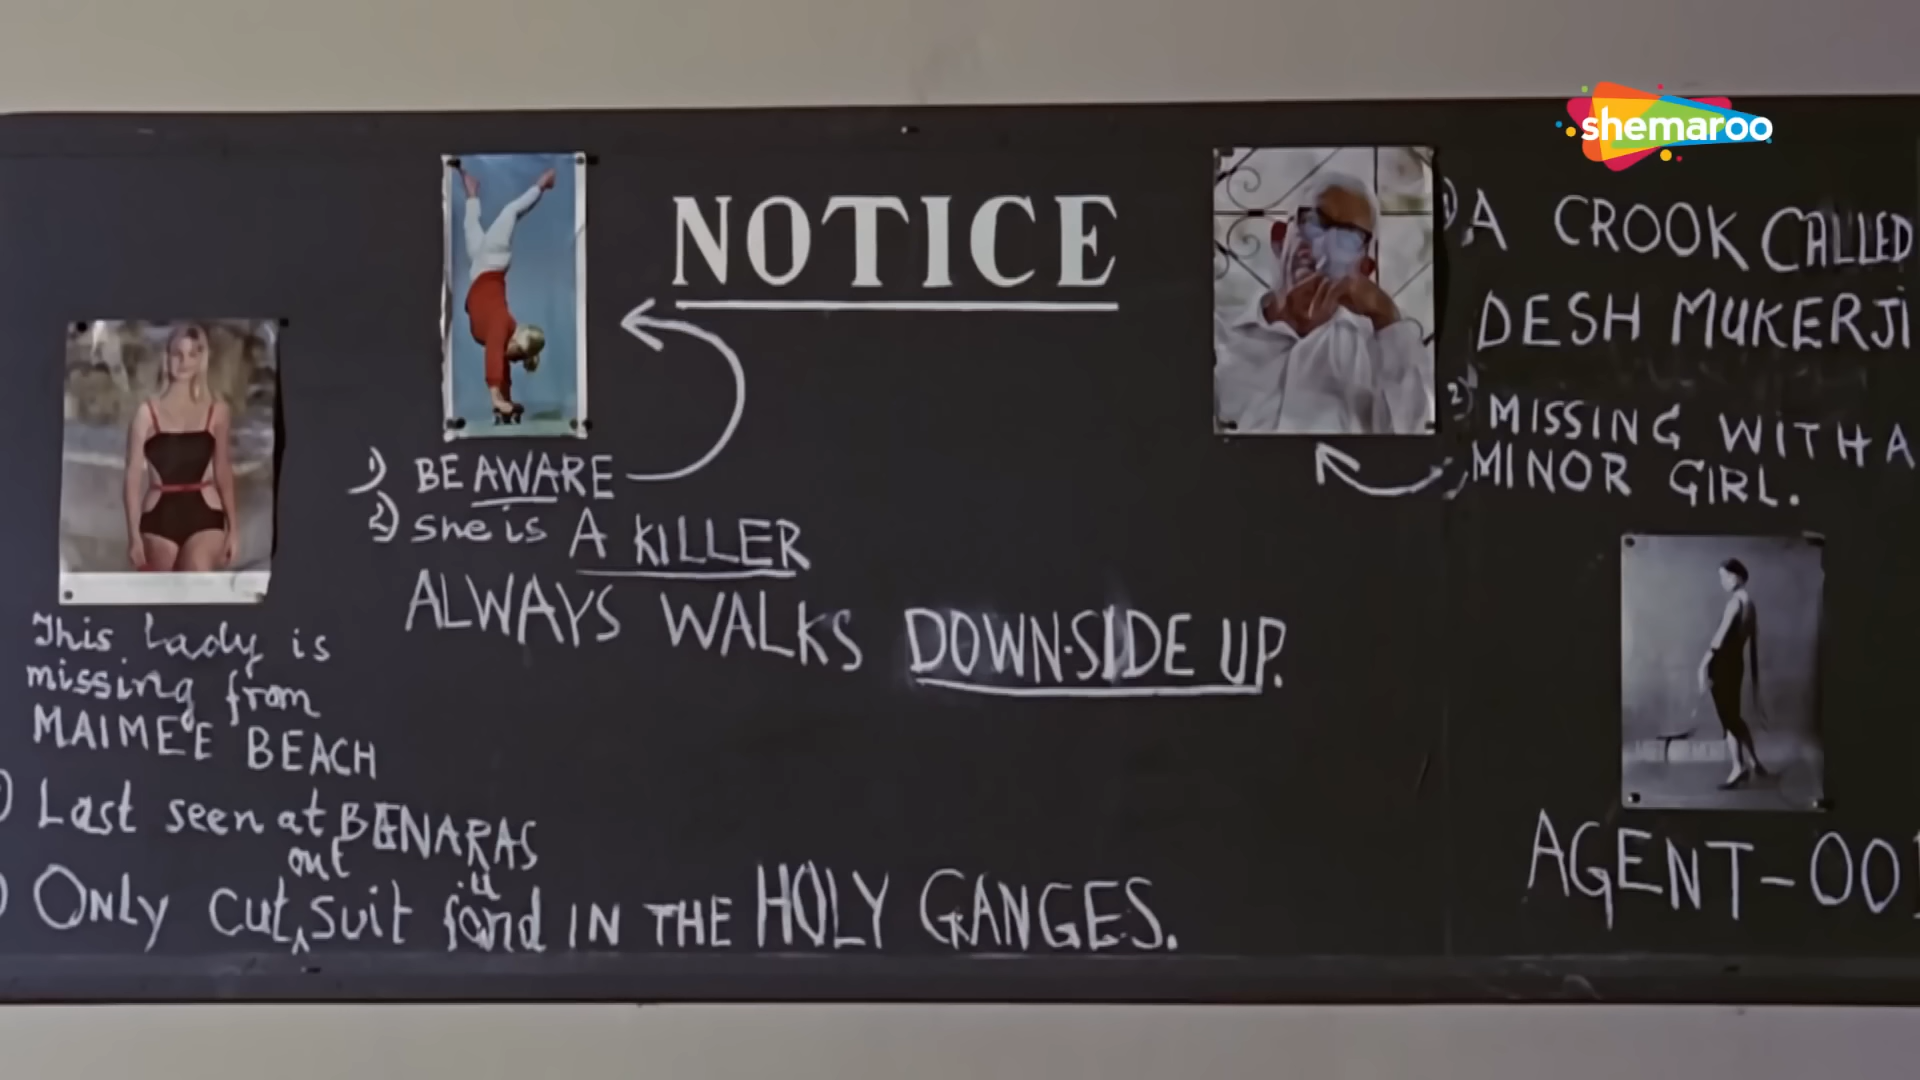 shemaroo
NOTICE
1) A CROOK CALLED
DESH MUKERJI
2) MISSING WITH A
MINOR GIRL.
1) BE AWARE
2) She is A KILLER
ALWAYS WALKS DOWN-SIDE UP.
This Lady is
missing from
MAIMEE BEACH
) Last seen at BENARAS
out
) ONLY Cut suit found IN THE HOLY GANGES.
AGENT-001